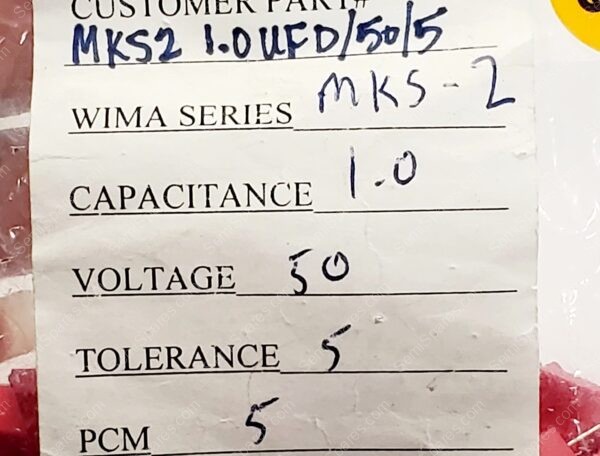 CUSTOMER PART#
MKS2 1.0UFD/50/5
WIMA SERIES MKS-2
CAPACITANCE 1.0
VOLTAGE 50
TOLERANCE 5
PCM 5